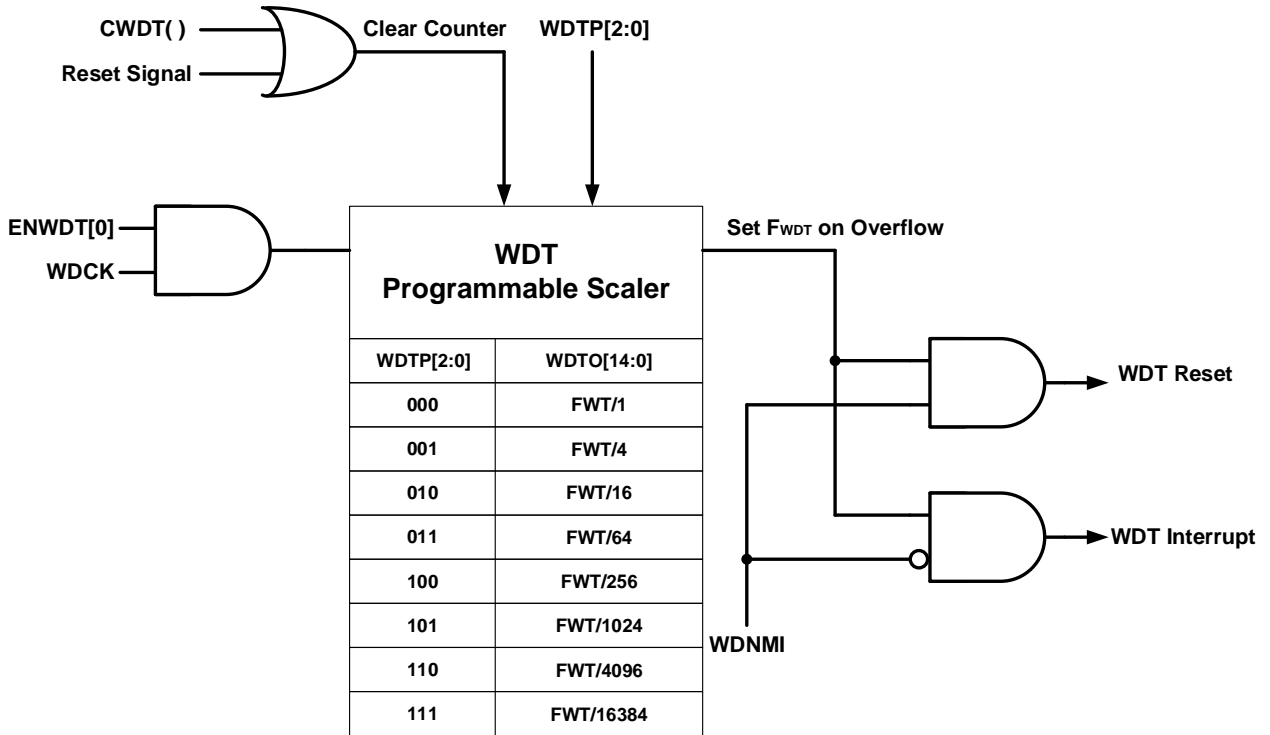 CWDT( )
Reset Signal
Clear Counter
WDTP[2:0]
ENWDT[0]
WDCK
WDT
Programmable Scaler
Set FWDT on Overflow
WDTP[2:0] WDTO[14:0]
000 FWT/1
001 FWT/4
010 FWT/16
011 FWT/64
100 FWT/256
101 FWT/1024
110 FWT/4096
111 FWT/16384
WDT Reset
WDT Interrupt
WDNMI